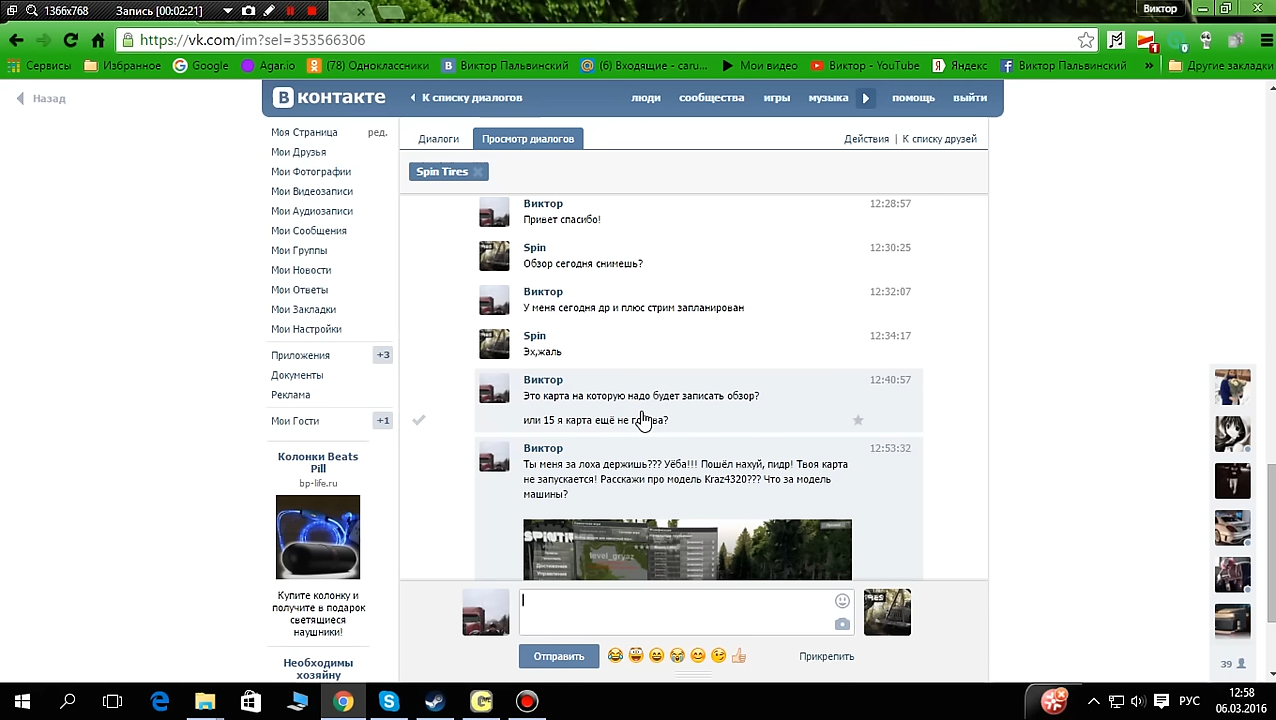 1366x768
Запись [00:02:21]
Виктор
https://vk.com/im?sel=353566306
Сервисы
Избранное
Google
Agar.io
(78) Одноклассники
Виктор Пальвинский
(6) Входящие - caru...
Мои видео
Виктор - YouTube
Яндекс
Виктор Пальвинский
»
Другие закладки
Назад
В контакте
К списку диалогов
люди
сообщества
игры
музыка
помощь
выйти
Моя Страница
ред.
Мои Друзья
Мои Фотографии
Мои Видеозаписи
Мои Аудиозаписи
Мои Сообщения
Мои Группы
Мои Новости
Мои Ответы
Мои Закладки
Мои Настройки
Приложения
+3
Документы
Реклама
Мои Гости
+1
Колонки Beats
Pill
bp-life.ru
Купите колонку и
получите в подарок
светящиеся
наушники!
Необходимы
хозяйну
Диалоги
Просмотр диалогов
Действия | К списку друзей
Spin Tires
Виктор
12:28:57
Привет спасибо!
Spin
12:30:25
Обзор сегодня снимешь?
Виктор
12:32:07
У меня сегодня др и плюс стрим запланирован
Spin
12:34:17
Эх,жаль
Виктор
12:40:57
Это карта на которую надо будет записать обзор?
или 15 я карта ещё не
Виктор
12:53:32
Ты меня за лоха держишь??? Уёба!!! Пошёл нахуй, пидр! Твоя карта
не запускается! Расскажи про модель Kraz4320??? Что за модель
машины?
level_gryaz
Отправить
Прикрепить
39
РУС
12:58
06.03.2016